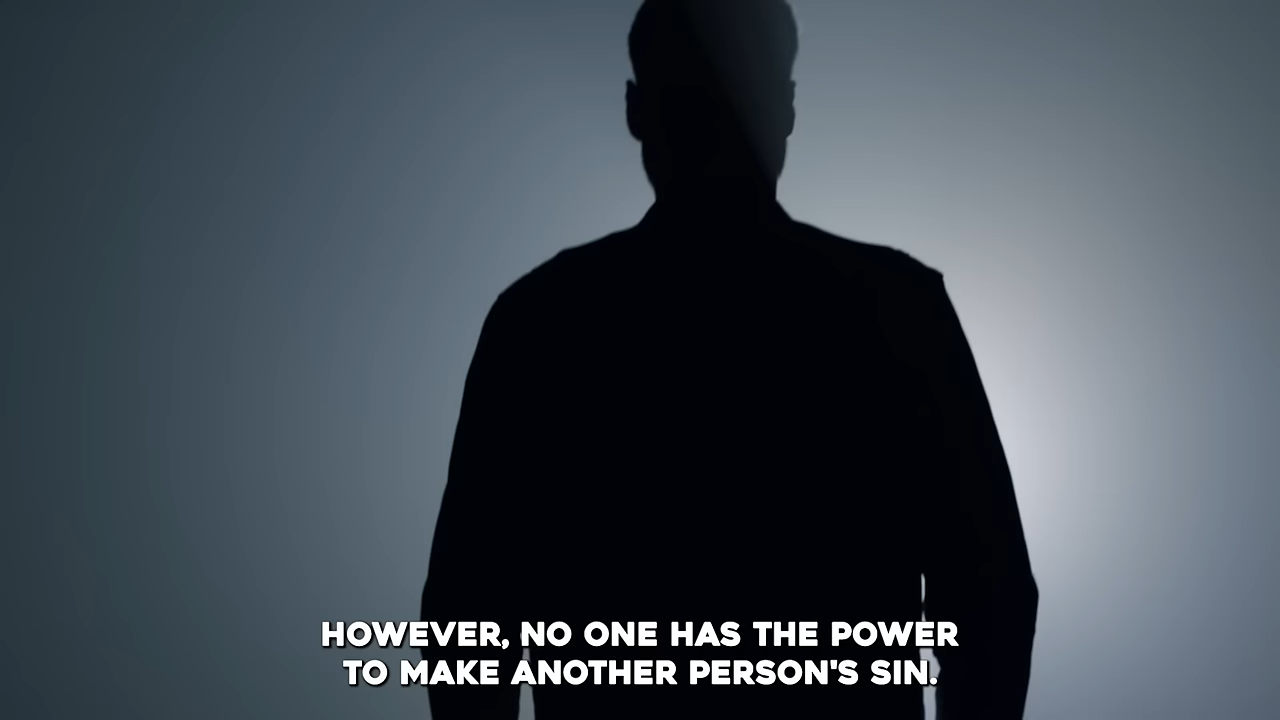 HOWEVER, NO ONE HAS THE POWER
TO MAKE ANOTHER PERSON'S SIN.